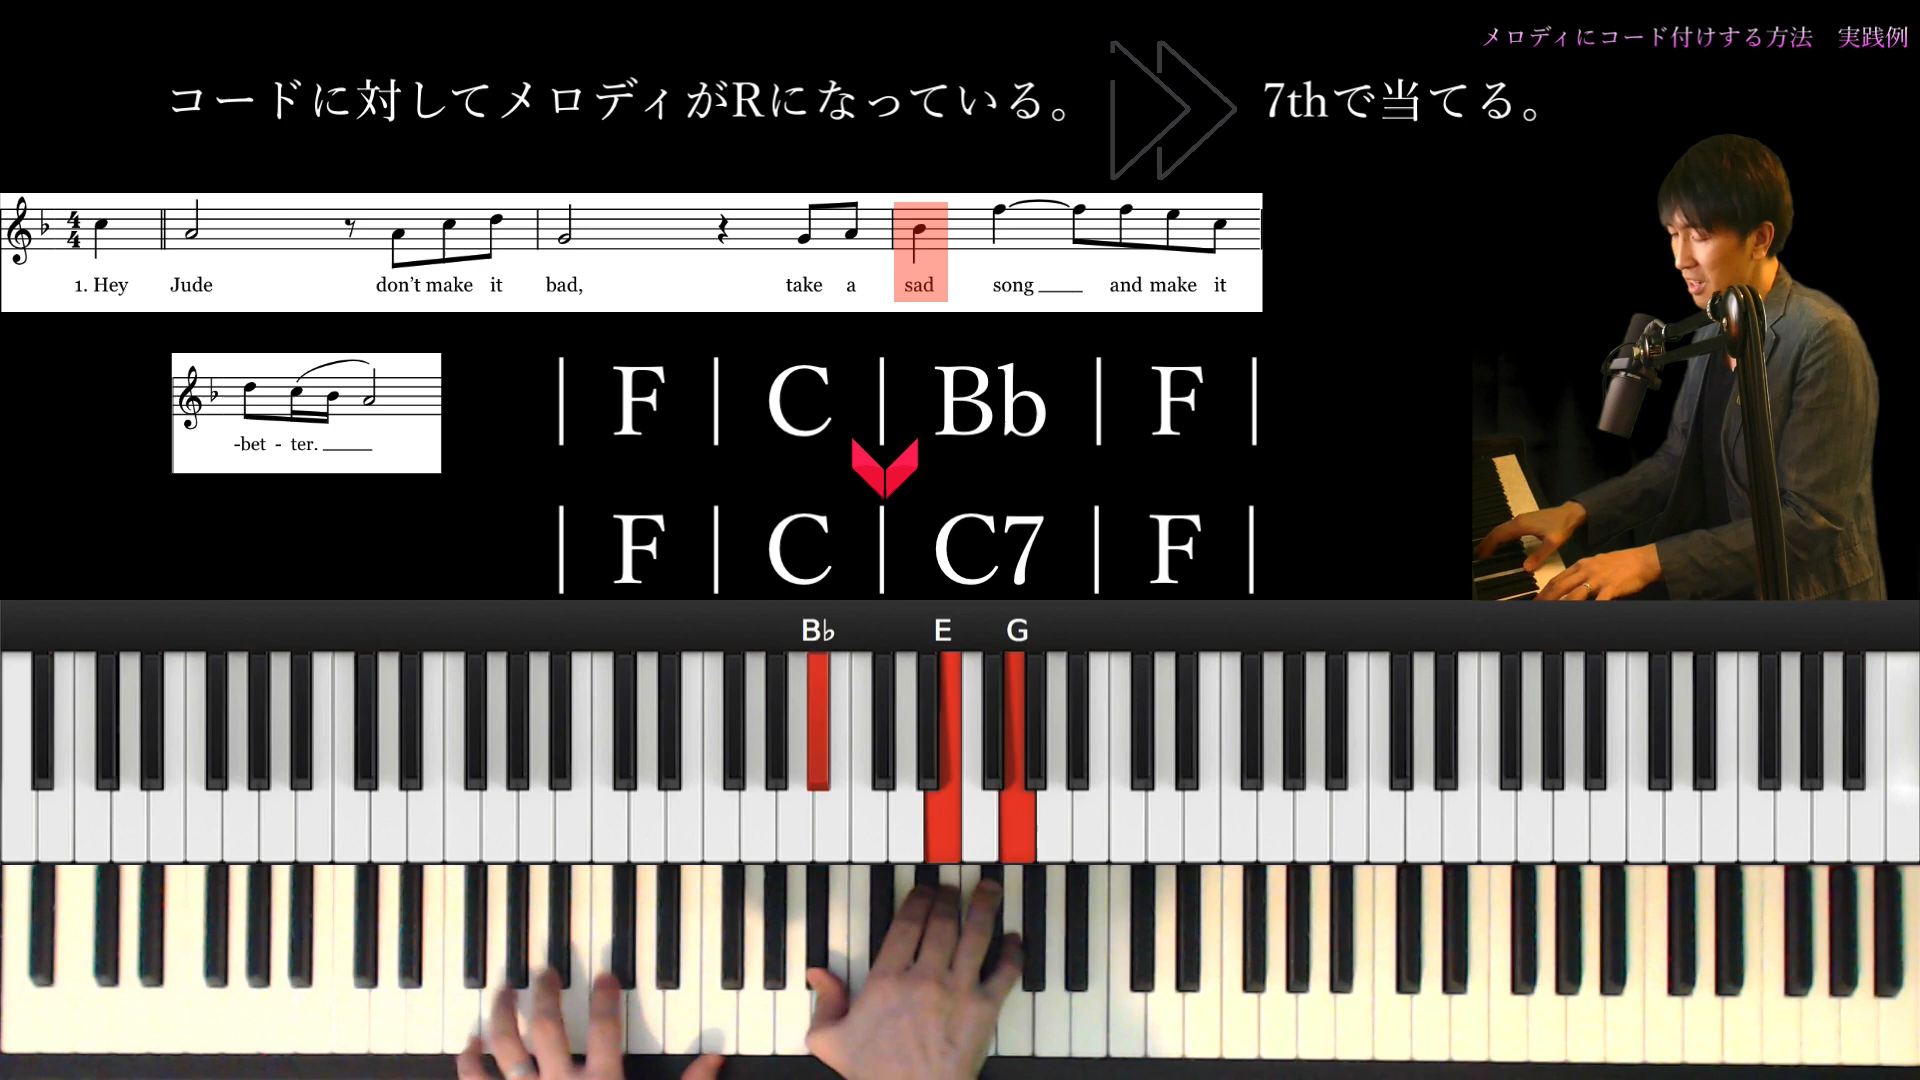 メロディにコード付けする方法　実践例
コードに対してメロディがRになっている。 7thで当てる。
1. Hey Jude don't make it bad, take a sad song ____ and make it
-bet - ter. ____
| F | C | Bb | F |
| F | C | C7 | F |
B♭ E G